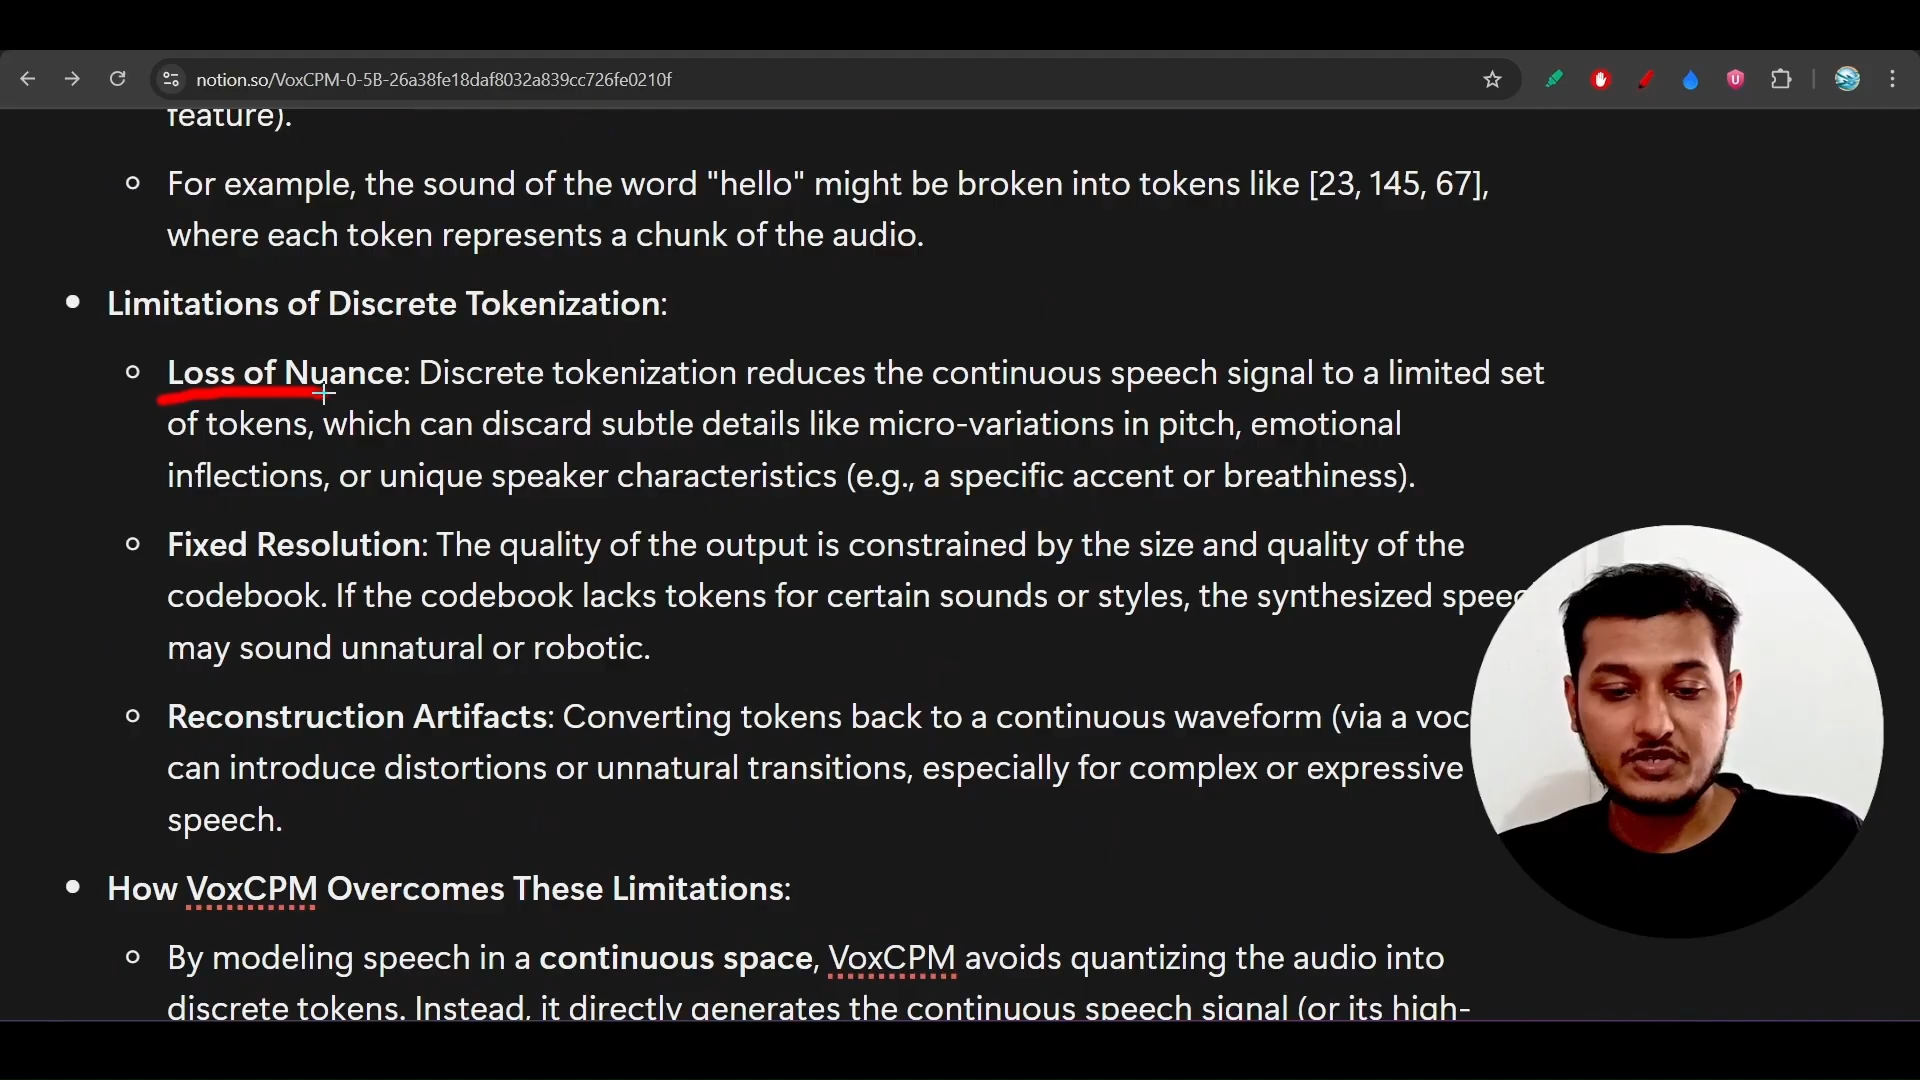 notion.so/VoxCPM-0-5B-26a38fe18daf8032a839cc726fe0210f
feature).
For example, the sound of the word "hello" might be broken into tokens like [23, 145, 67],
where each token represents a chunk of the audio.
Limitations of Discrete Tokenization:
Loss of Nuance: Discrete tokenization reduces the continuous speech signal to a limited set
of tokens, which can discard subtle details like micro-variations in pitch, emotional
inflections, or unique speaker characteristics (e.g., a specific accent or breathiness).
Fixed Resolution: The quality of the output is constrained by the size and quality of the
codebook. If the codebook lacks tokens for certain sounds or styles, the synthesized
may sound unnatural or robotic.
Reconstruction Artifacts: Converting tokens back to a continuous waveform (via a
can introduce distortions or unnatural transitions, especially for complex or expressive
speech.
How VoxCPM Overcomes These Limitations:
By modeling speech in a continuous space, VoxCPM avoids quantizing the audio into
discrete tokens. Instead, it directly generates the continuous speech signal (or its high-